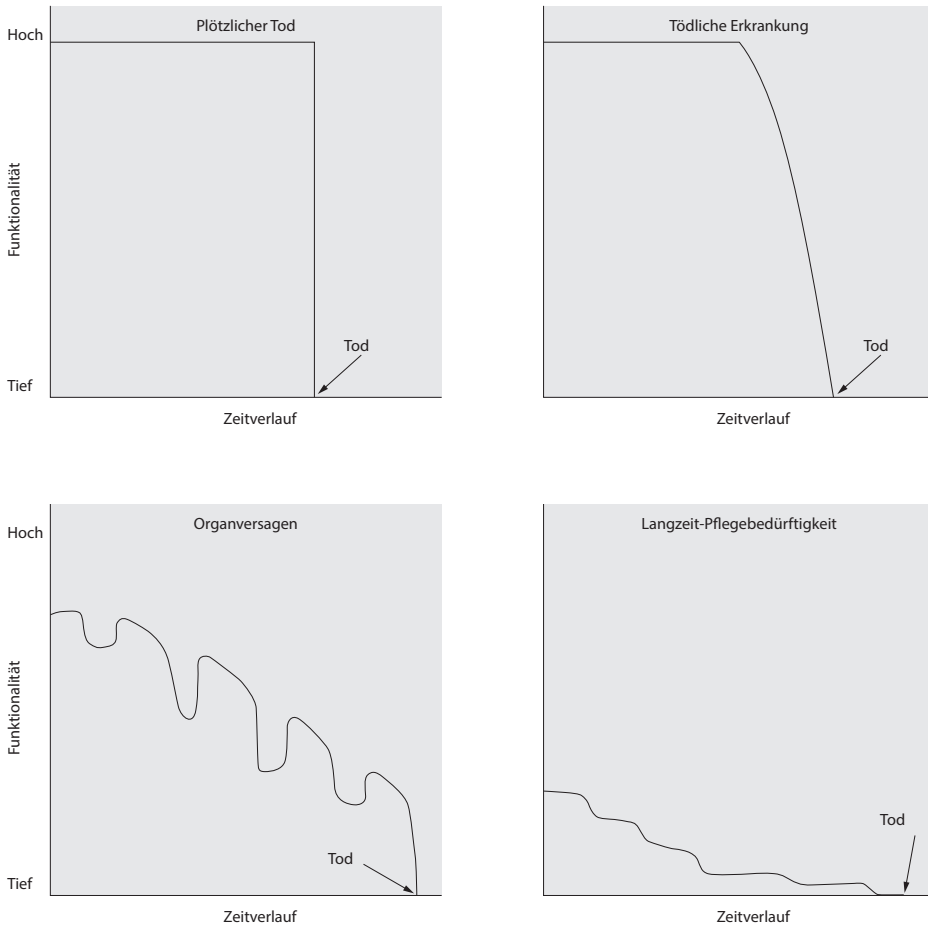 Plötzlicher Tod
Hoch
Funktionalität
Tod
Tief
Zeitverlauf
Tödliche Erkrankung
Tod
Zeitverlauf
Organversagen
Hoch
Funktionalität
Tod
Tief
Zeitverlauf
Langzeit-Pflegebedürftigkeit
Tod
Zeitverlauf